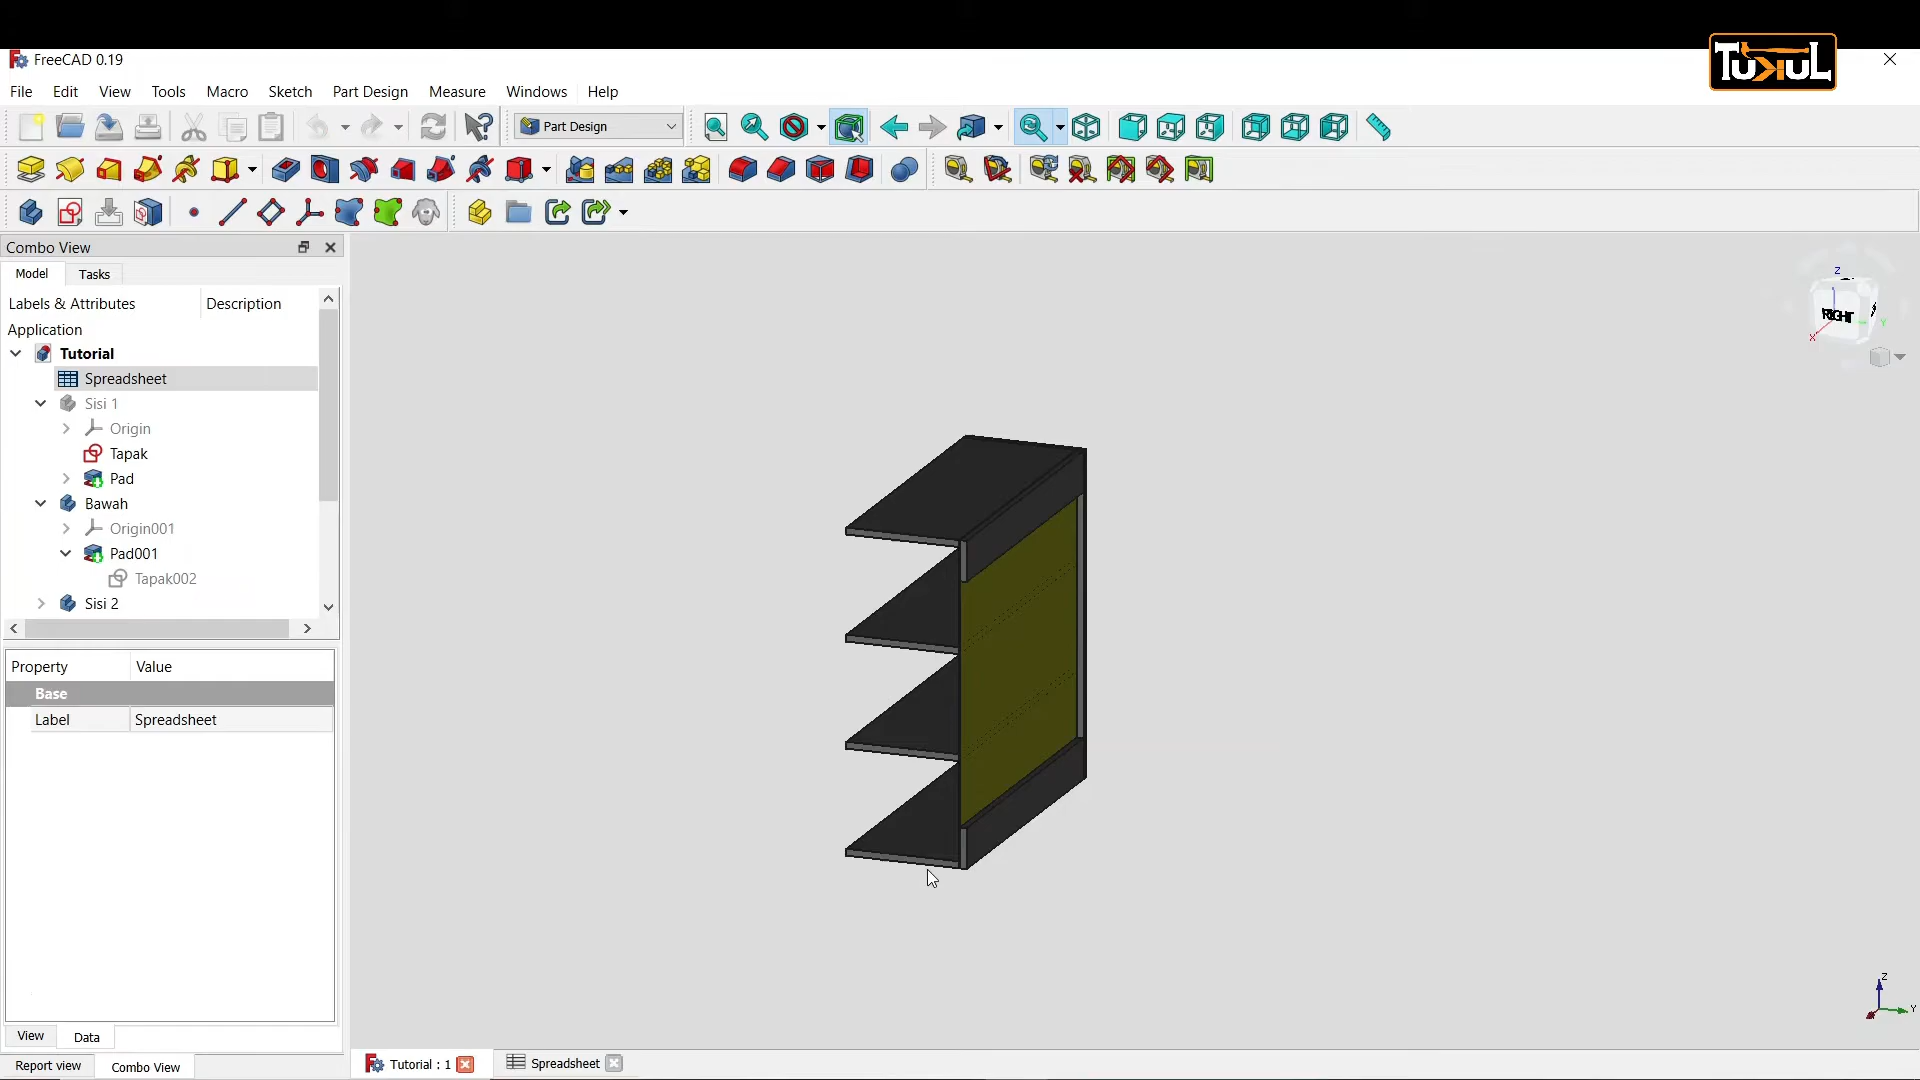 TUKUL
FreeCAD 0.19
File Edit View Tools Macro Sketch Part Design Measure Windows Help
Part Design
Combo View
Model Tasks
Labels & Attributes Description
Application
Tutorial
Spreadsheet
Sisi 1
Origin
Tapak
Pad
Bawah
Origin001
Pad001
Tapak002
Sisi 2
Property Value
Base
Label Spreadsheet
View Data
Report view Combo View
Tutorial : 1 Spreadsheet
Z
RIGHT
X Y
Z
Y